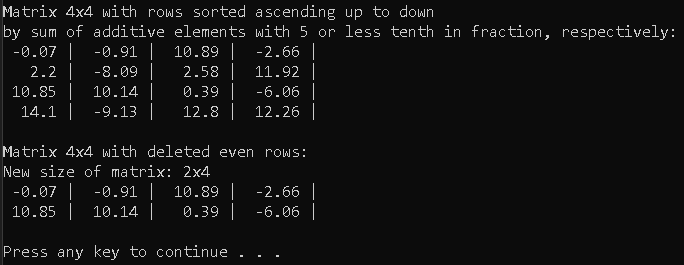 Matrix 4x4 with rows sorted ascending up to down
by sum of additive elements with 5 or less tenth in fraction, respectively:
 -0.07 |  -0.91 |  10.89 |  -2.66 |
   2.2 |  -8.09 |   2.58 |  11.92 |
 10.85 |  10.14 |   0.39 |  -6.06 |
  14.1 |  -9.13 |   12.8 |  12.26 |

Matrix 4x4 with deleted even rows:
New size of matrix: 2x4
 -0.07 |  -0.91 |  10.89 |  -2.66 |
 10.85 |  10.14 |   0.39 |  -6.06 |

Press any key to continue . . .